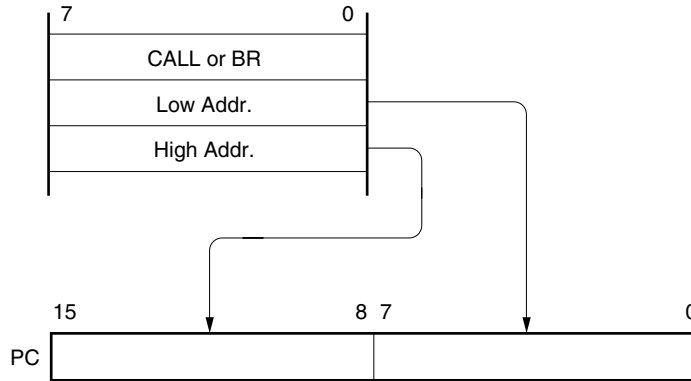 7 0
CALL or BR
Low Addr.
High Addr.
15 8 7 0
PC